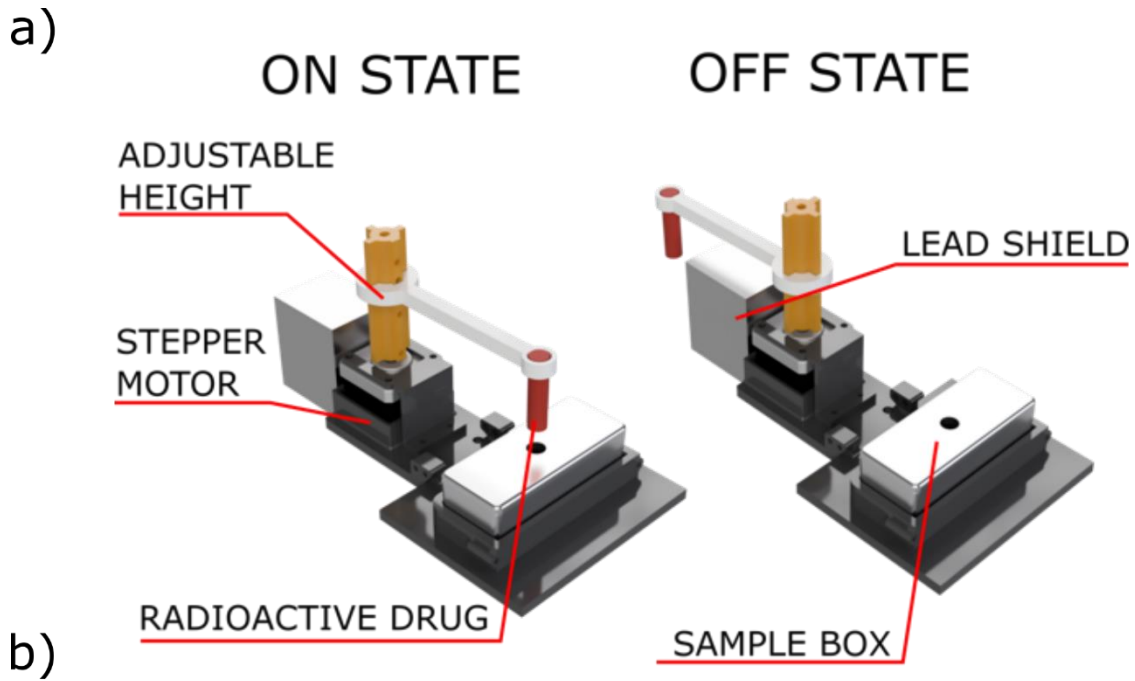 a)
ON STATE
OFF STATE
ADJUSTABLE
HEIGHT
LEAD SHIELD
STEPPER
MOTOR
RADIOACTIVE DRUG
SAMPLE BOX
b)